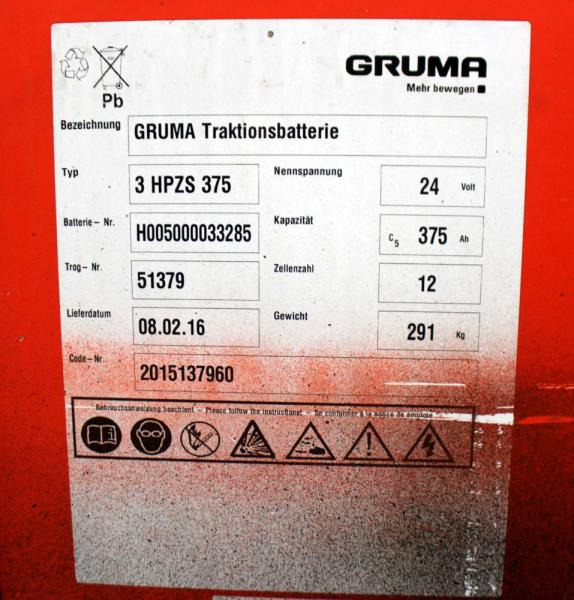 GRUMA
Mehr bewegen
Pb
Bezeichnung GRUMA Traktionsbatterie
Typ 3 HPZS 375 Nennspannung 24 Volt
Batterie – Nr. H005000033285 Kapazität C5 375 Ah
Trog – Nr. 51379 Zellenzahl 12
Lieferdatum 08.02.16 Gewicht 291 Kg
Code–Nr. 2015137960
Gebrauchsanweisung beachten! – Please follow the instructions! – Se conformer à la notice de emploie